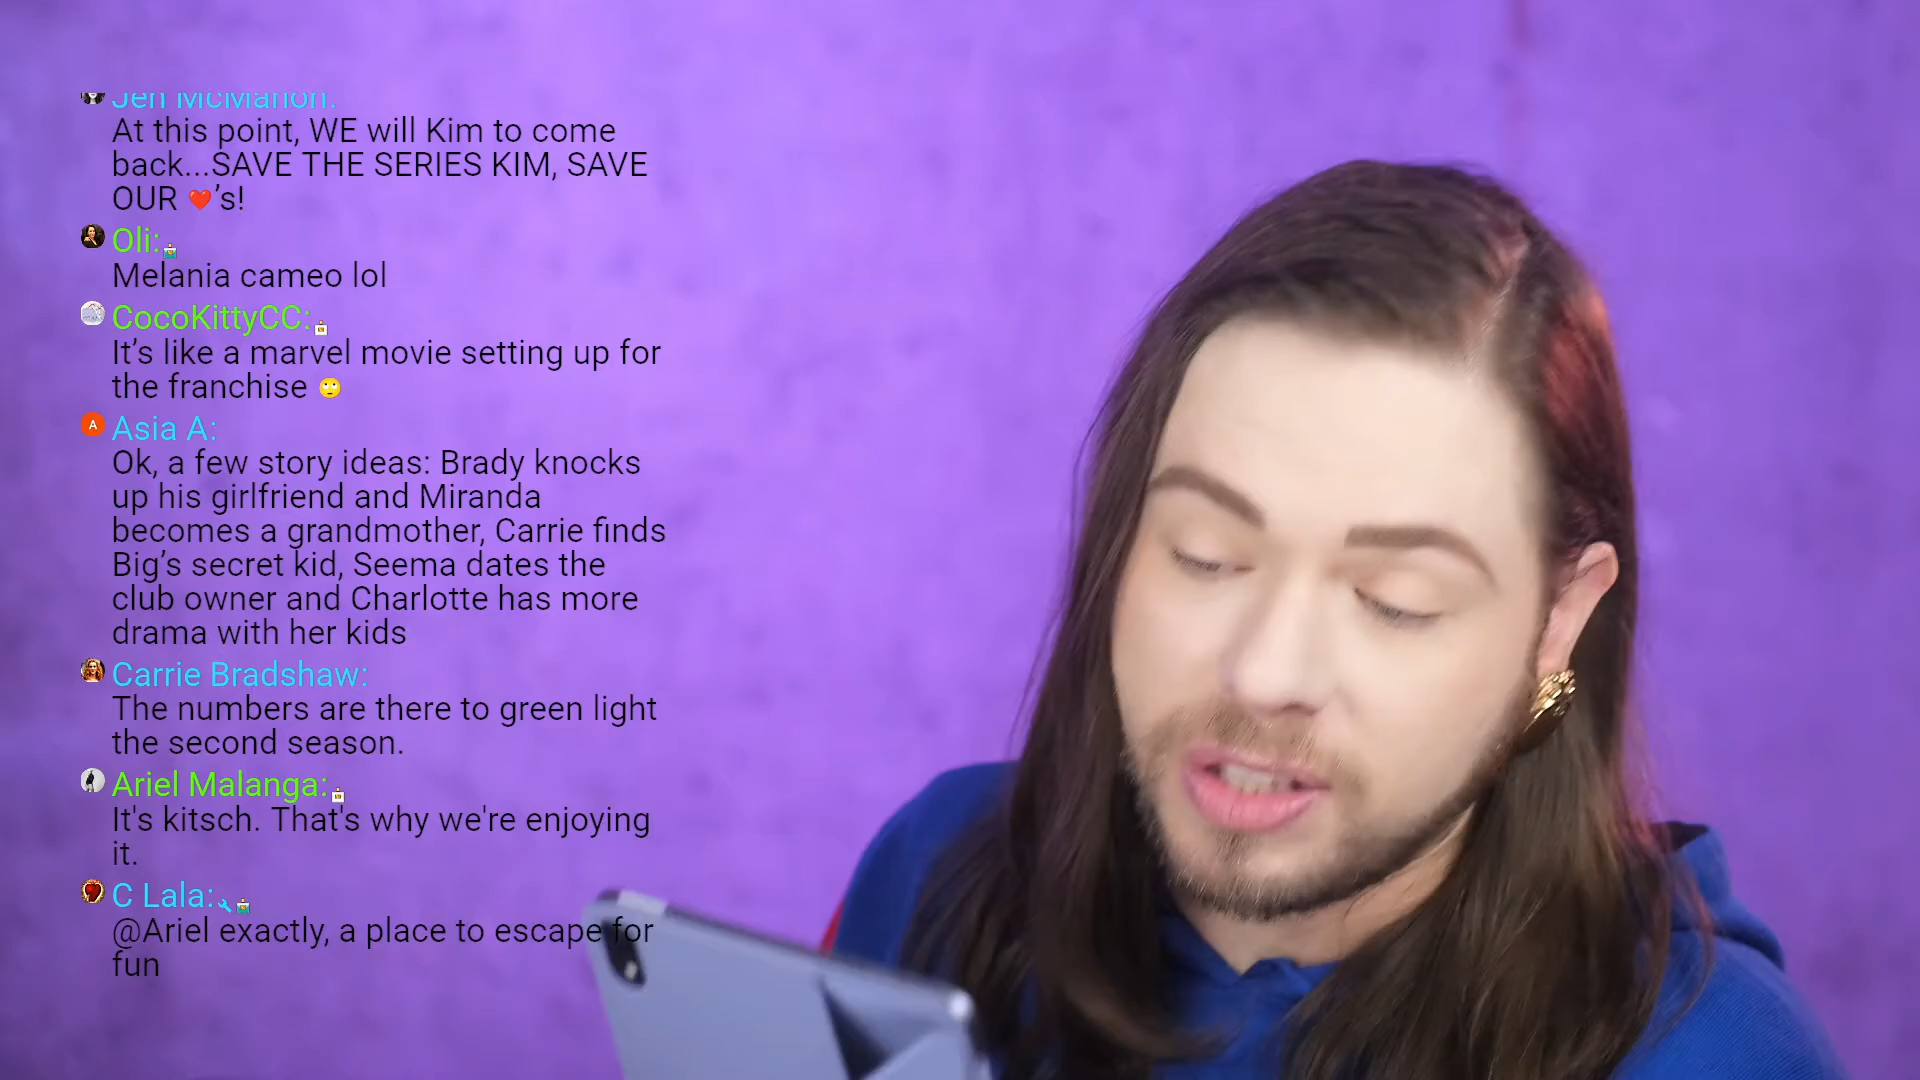 Jen McMahon:
At this point, WE will Kim to come
back...SAVE THE SERIES KIM, SAVE
OUR ❤️’s!
Oli:
Melania cameo lol
CocoKittyCC:
It’s like a marvel movie setting up for
the franchise 🙄
A Asia A:
Ok, a few story ideas: Brady knocks
up his girlfriend and Miranda
becomes a grandmother, Carrie finds
Big’s secret kid, Seema dates the
club owner and Charlotte has more
drama with her kids
Carrie Bradshaw:
The numbers are there to green light
the second season.
Ariel Malanga:
It's kitsch. That's why we're enjoying
it.
C Lala:
@Ariel exactly, a place to escape for
fun